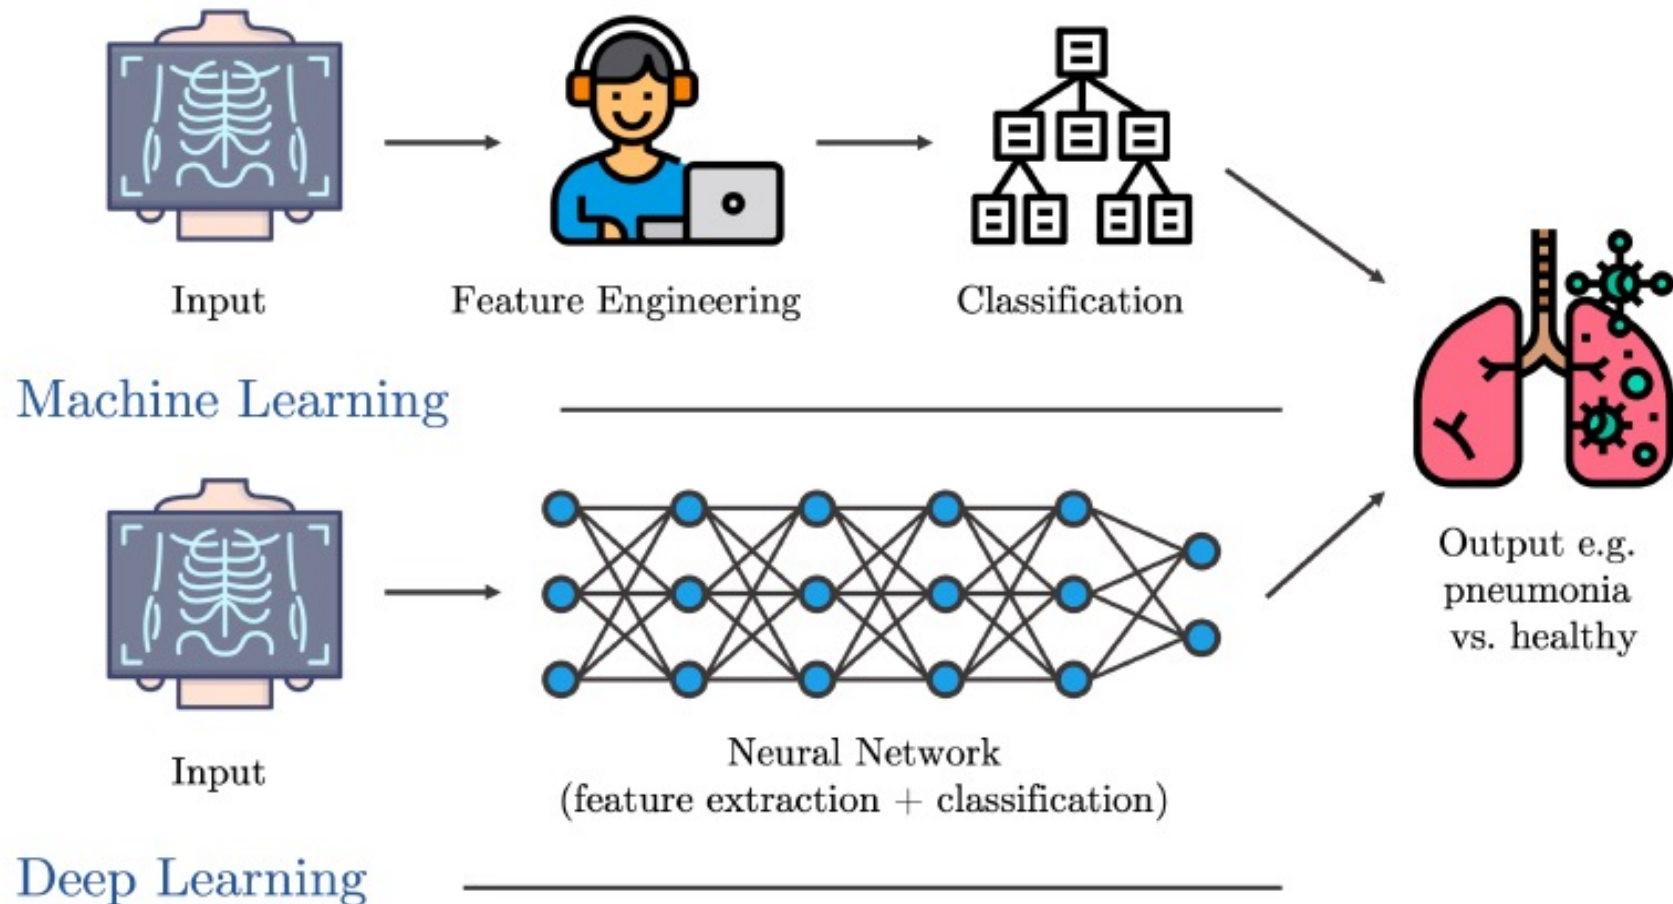 Input
Feature Engineering
Classification
Machine Learning
Input
Neural Network
(feature extraction + classification)
Deep Learning
Output e.g.
pneumonia
vs. healthy